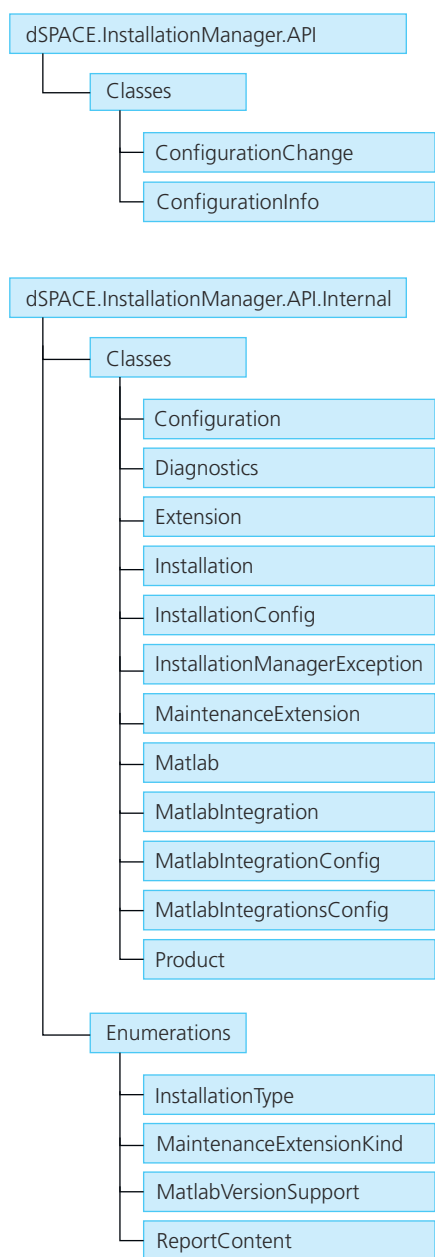 dSPACE.InstallationManager.API
Classes
ConfigurationChange
ConfigurationInfo
dSPACE.InstallationManager.API.Internal
Classes
Configuration
Diagnostics
Extension
Installation
InstallationConfig
InstallationManagerException
MaintenanceExtension
Matlab
MatlabIntegration
MatlabIntegrationConfig
MatlabIntegrationsConfig
Product
Enumerations
InstallationType
MaintenanceExtensionKind
MatlabVersionSupport
ReportContent